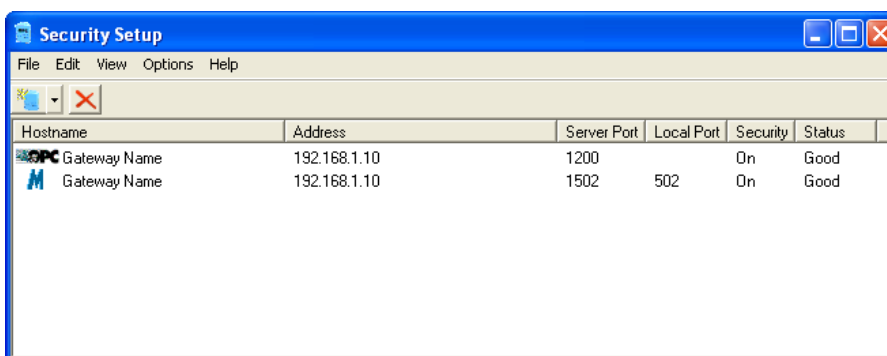 Security Setup
File Edit View Options Help
Hostname Address Server Port Local Port Security Status
OPC Gateway Name 192.168.1.10 1200 On Good
M Gateway Name 192.168.1.10 1502 502 On Good